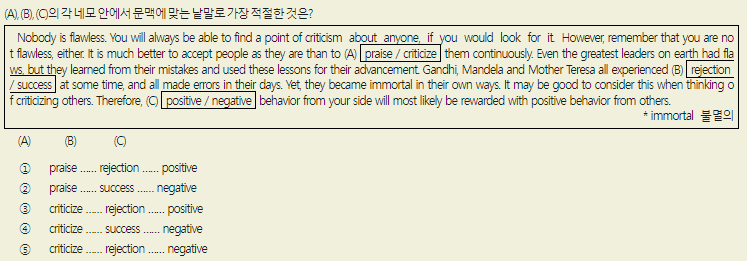 (A), (B), (C)의 각 네모 안에서 문맥에 맞는 낱말로 가장 적절한 것은?
Nobody is flawless. You will always be able to find a point of criticism about anyone, if you would look for it. However, remember that you are no
t flawless, either. It is much better to accept people as they are than to (A) praise / criticize them continuously. Even the greatest leaders on earth had fla
ws, but they learned from their mistakes and used these lessons for their advancement. Gandhi, Mandela and Mother Teresa all experienced (B) rejection
/ success at some time, and all made errors in their days. Yet, they became immortal in their own ways. It may be good to consider this when thinking o
f criticizing others. Therefore, (C) positive / negative behavior from your side will most likely be rewarded with positive behavior from others.
* immortal 불멸의
(A) (B) (C)
① praise ...... rejection ...... positive
② praise ...... success ...... negative
③ criticize ...... rejection ...... positive
④ criticize ...... success ...... negative
⑤ criticize ...... rejection ...... negative